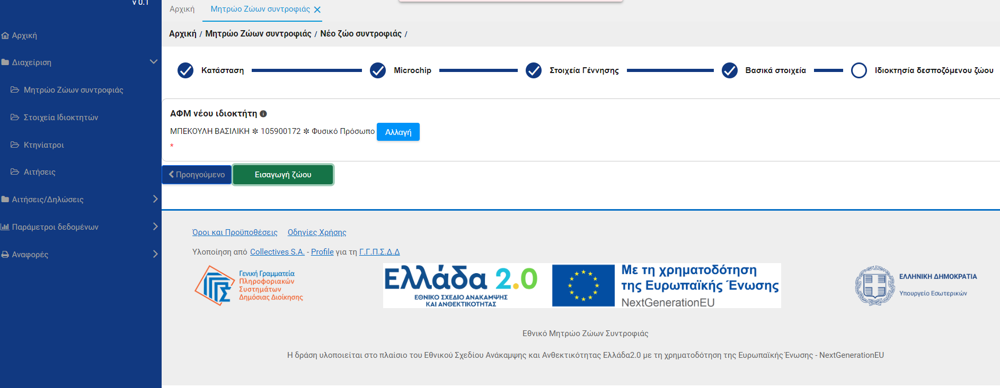 v 0.1
Αρχική
Διαχείριση
Μητρώο Ζώων συντροφιάς
Στοιχεία Ιδιοκτητών
Κτηνίατροι
Αιτήσεις
Αιτήσεις/Δηλώσεις
Παράμετροι δεδομένων
Αναφορές
Αρχική Μητρώο Ζώων συντροφιάς
Αρχική / Μητρώο Ζώων συντροφιάς / Νέο ζώο συντροφιάς /
Κατάσταση Microchip Στοιχεία Γέννησης Βασικά στοιχεία Ιδιοκτησία δεσποζόμενου ζώου
ΑΦΜ νέου ιδιοκτήτη
ΜΠΕΚΟΥΛΗ ΒΑΣΙΛΙΚΗ ✻ 105900172 ✻ Φυσικό Πρόσωπο Αλλαγή
*
Προηγούμενο Εισαγωγή ζώου
Όροι και Προϋποθέσεις Οδηγίες Χρήσης
Υλοποίηση από Collectives S.A. - Profile για τη Γ.Γ.Π.Σ.Δ.Δ
Γενική Γραμματεία
Πληροφοριακών
Συστημάτων
Δημόσιας Διοίκησης
Ελλάδα 2.0
ΕΘΝΙΚΟ ΣΧΕΔΙΟ ΑΝΑΚΑΜΨΗΣ
ΚΑΙ ΑΝΘΕΚΤΙΚΟΤΗΤΑΣ
Με τη χρηματοδότηση
της Ευρωπαϊκής Ένωσης
NextGenerationEU
ΕΛΛΗΝΙΚΗ ΔΗΜΟΚΡΑΤΙΑ
Υπουργείο Εσωτερικών
Εθνικό Μητρώο Ζώων Συντροφιάς
Η δράση υλοποιείται στο πλαίσιο του Εθνικού Σχεδίου Ανάκαμψης και Ανθεκτικότητας Ελλάδα2.0 με τη χρηματοδότηση της Ευρωπαϊκής Ένωσης - NextGenerationEU